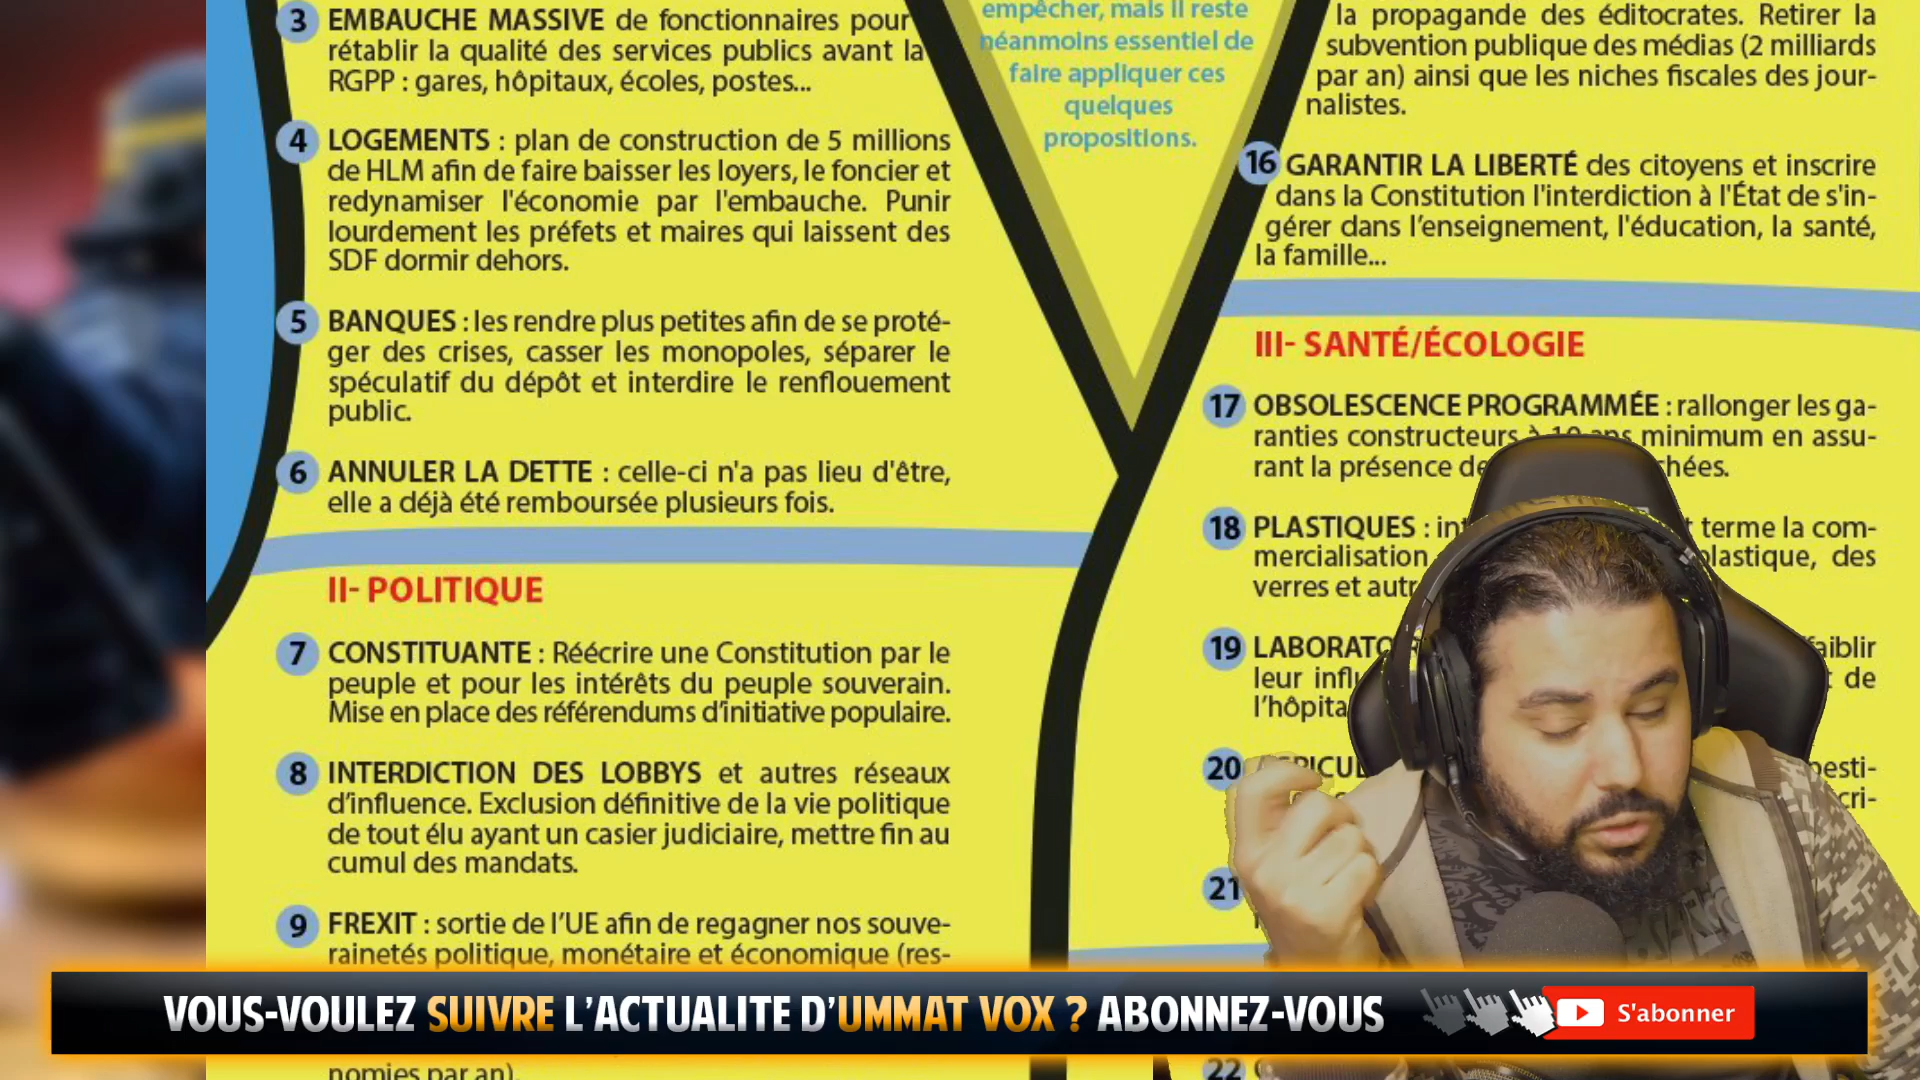 3 EMBAUCHE MASSIVE de fonctionnaires pour
rétablir la qualité des services publics avant la
RGPP : gares, hôpitaux, écoles, postes...
4 LOGEMENTS : plan de construction de 5 millions
de HLM afin de faire baisser les loyers, le foncier et
redynamiser l'économie par l'embauche. Punir
lourdement les préfets et maires qui laissent des
SDF dormir dehors.
5 BANQUES : les rendre plus petites afin de se proté-
ger des crises, casser les monopoles, séparer le
spéculatif du dépôt et interdire le renflouement
public.
6 ANNULER LA DETTE : celle-ci n'a pas lieu d'être,
elle a déjà été remboursée plusieurs fois.
II- POLITIQUE
7 CONSTITUANTE : Réécrire une Constitution par le
peuple et pour les intérêts du peuple souverain.
Mise en place des référendums d'initiative populaire.
8 INTERDICTION DES LOBBYS et autres réseaux
d'influence. Exclusion définitive de la vie politique
de tout élu ayant un casier judiciaire, mettre fin au
cumul des mandats.
9 FREXIT : sortie de l'UE afin de regagner nos souve-
rainetés politique, monétaire et économique (res-
nomies par an).
empêcher, mais il reste
néanmoins essentiel de
faire appliquer ces
quelques
propositions.
la propagande des éditocrates. Retirer la
subvention publique des médias (2 milliards
par an) ainsi que les niches fiscales des jour-
nalistes.
16 GARANTIR LA LIBERTÉ des citoyens et inscrire
dans la Constitution l'interdiction à l'État de s'in-
gérer dans l'enseignement, l'éducation, la santé,
la famille...
III- SANTÉ/ÉCOLOGIE
17 OBSOLESCENCE PROGRAMMÉE : rallonger les ga-
ranties constructeurs à 10 ans minimum en assu-
rant la présence de
18 PLASTIQUES : terme la com-
mercialisation plastique, des
verres et
19
leur de
20
21
22
VOUS-VOULEZ SUIVRE L'ACTUALITE D'UMMAT VOX ? ABONNEZ-VOUS
S'abonner